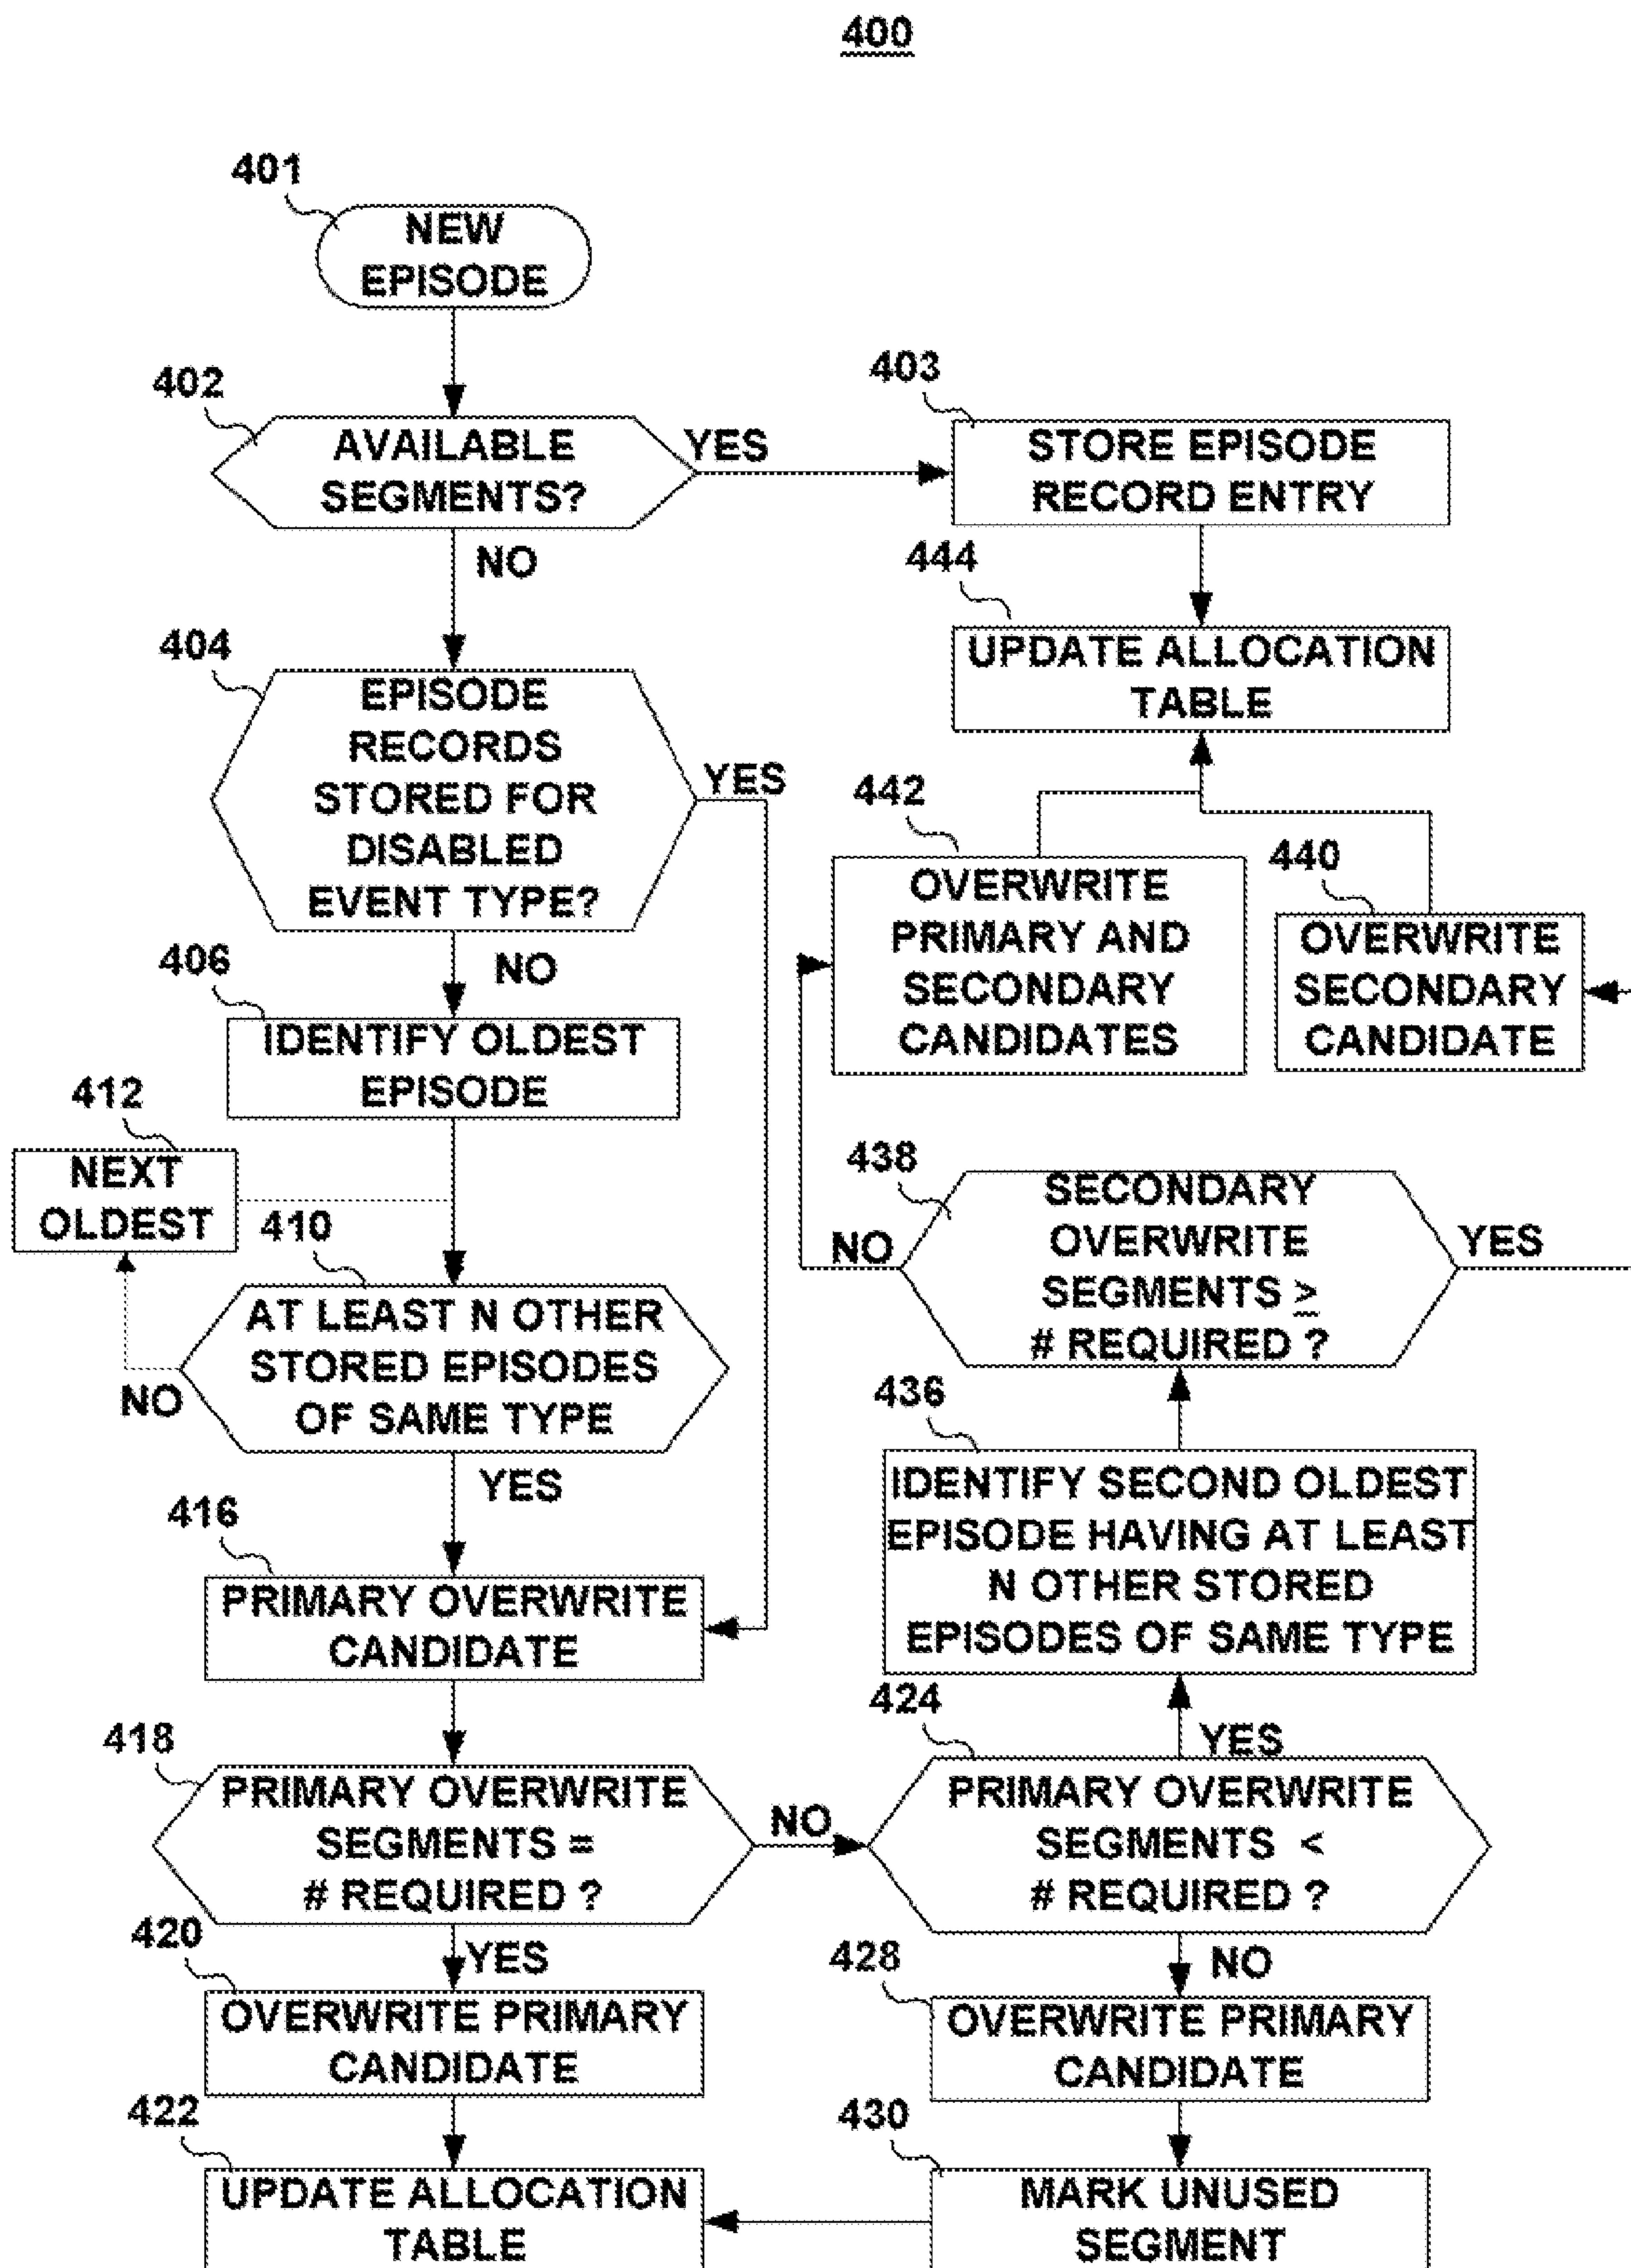 400
401
NEW
EPISODE
402
AVAILABLE
SEGMENTS?
YES
NO
403
STORE EPISODE
RECORD ENTRY
444
UPDATE ALLOCATION
TABLE
404
EPISODE
RECORDS
STORED FOR
DISABLED
EVENT TYPE?
YES
NO
442
OVERWRITE
PRIMARY AND
SECONDARY
CANDIDATES
440
OVERWRITE
SECONDARY
CANDIDATE
406
IDENTIFY OLDEST
EPISODE
412
NEXT
OLDEST
410
AT LEAST N OTHER
STORED EPISODES
OF SAME TYPE
NO
YES
438
SECONDARY
OVERWRITE
SEGMENTS ≥
# REQUIRED ?
NO
YES
436
IDENTIFY SECOND OLDEST
EPISODE HAVING AT LEAST
N OTHER STORED
EPISODES OF SAME TYPE
416
PRIMARY OVERWRITE
CANDIDATE
418
PRIMARY OVERWRITE
SEGMENTS =
# REQUIRED ?
NO
YES
424
YES
PRIMARY OVERWRITE
SEGMENTS <
# REQUIRED ?
NO
420
OVERWRITE PRIMARY
CANDIDATE
428
OVERWRITE PRIMARY
CANDIDATE
422
UPDATE ALLOCATION
TABLE
430
MARK UNUSED
SEGMENT